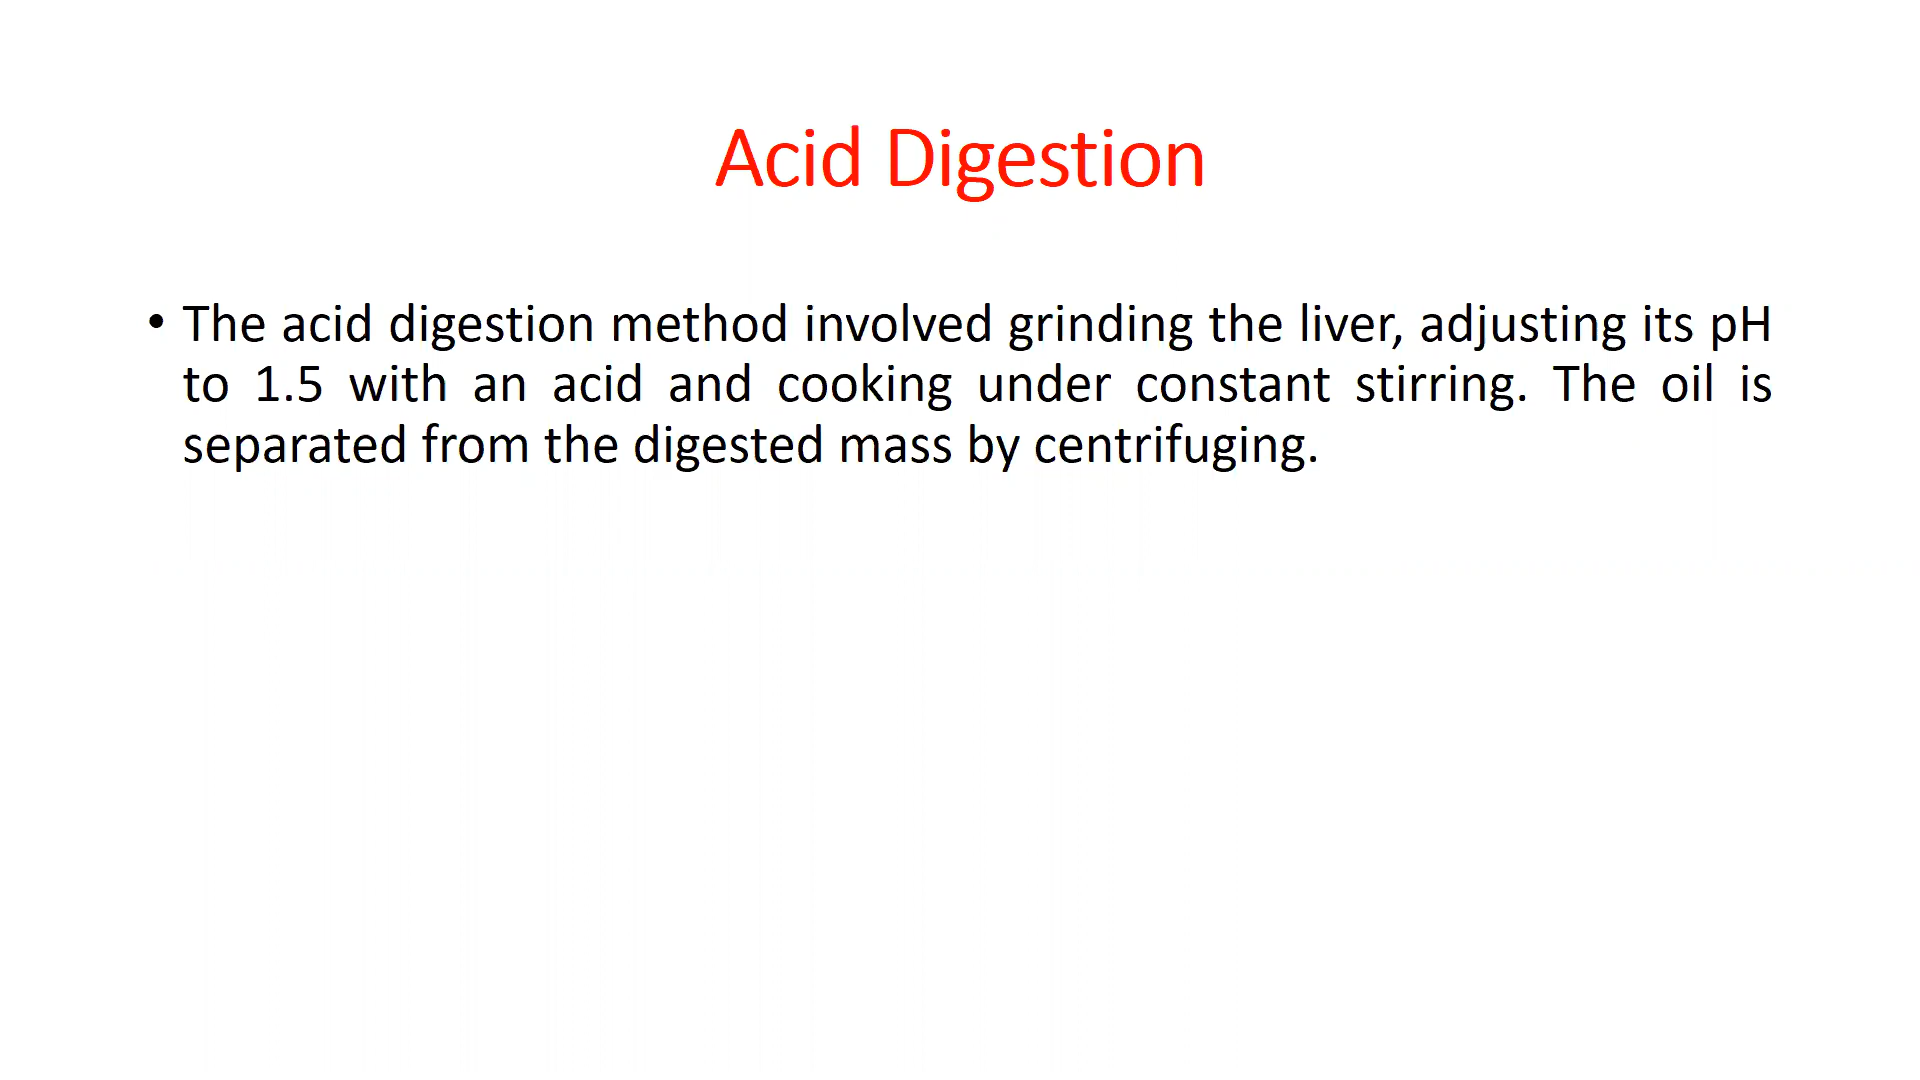 Acid Digestion
• The acid digestion method involved grinding the liver, adjusting its pH
to 1.5 with an acid and cooking under constant stirring. The oil is
separated from the digested mass by centrifuging.